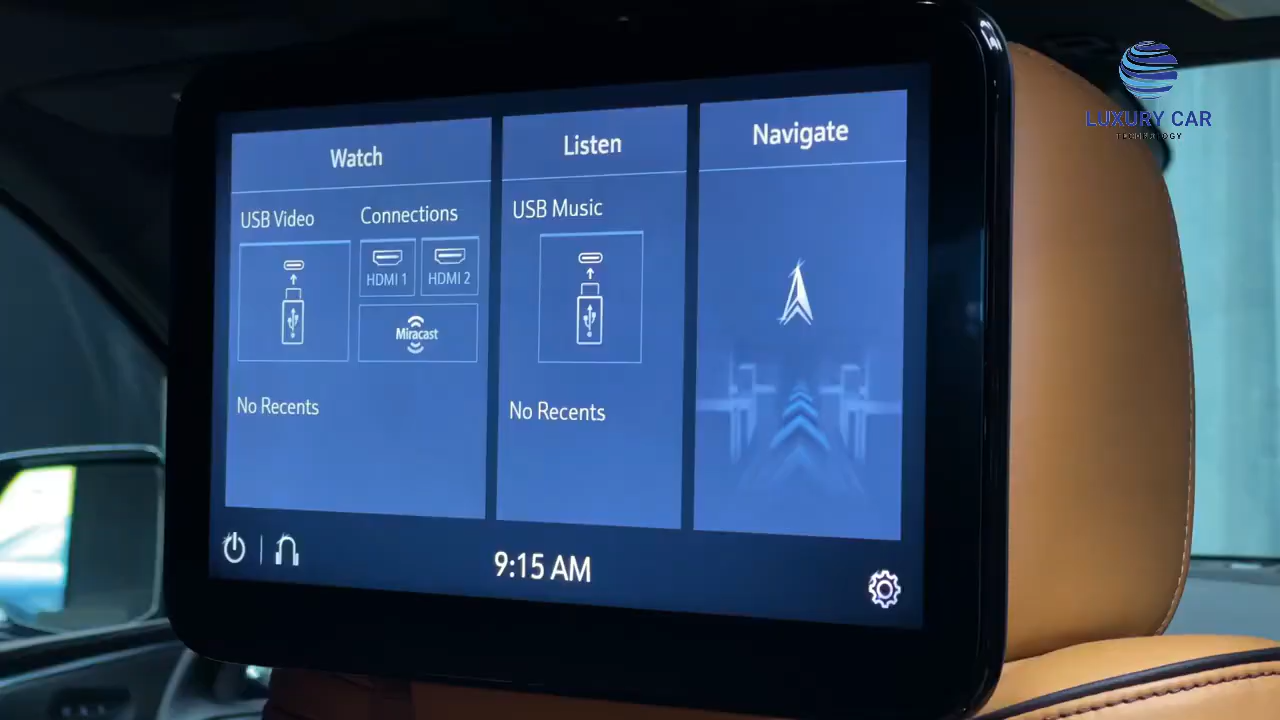 Watch
USB Video
Connections
HDMI 1
HDMI 2
Miracast
No Recents
Listen
USB Music
No Recents
Navigate
9:15 AM
LUXURY CAR
TECHNOLOGY